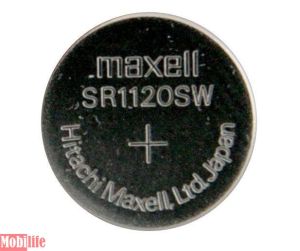 maxell
SR1120SW
+
Hitachi Maxell, Ltd. Japan
Mobilife